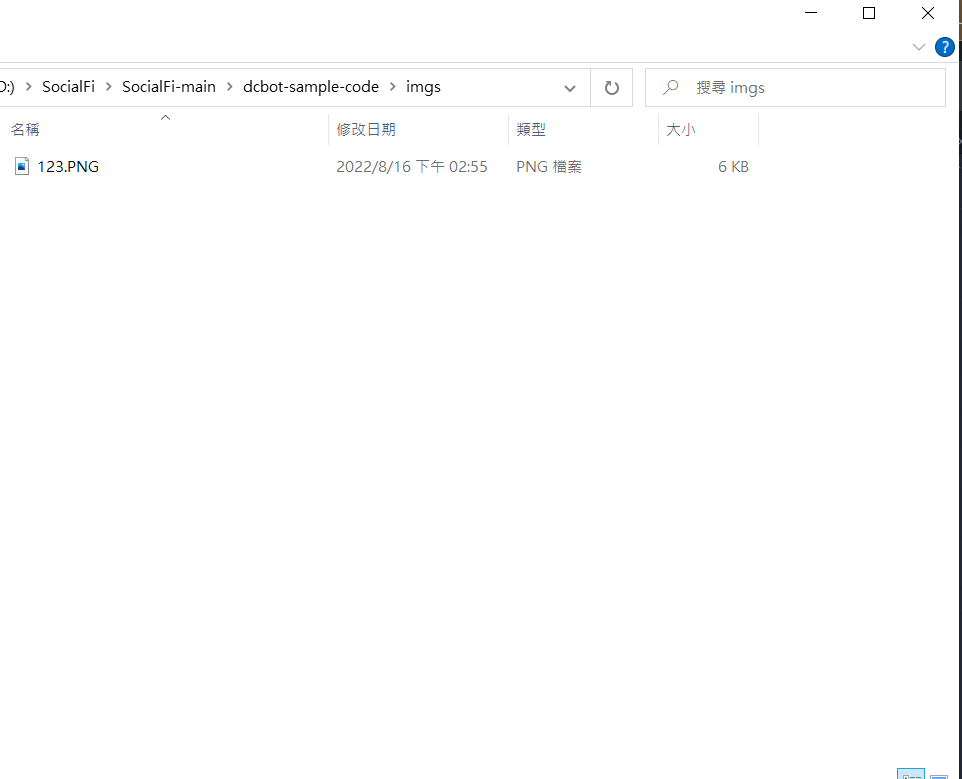 ?
:) > SocialFi > SocialFi-main > dcbot-sample-code > imgs
搜尋 imgs
名稱 修改日期 類型 大小
123.PNG 2022/8/16 下午 02:55 PNG 檔案 6 KB